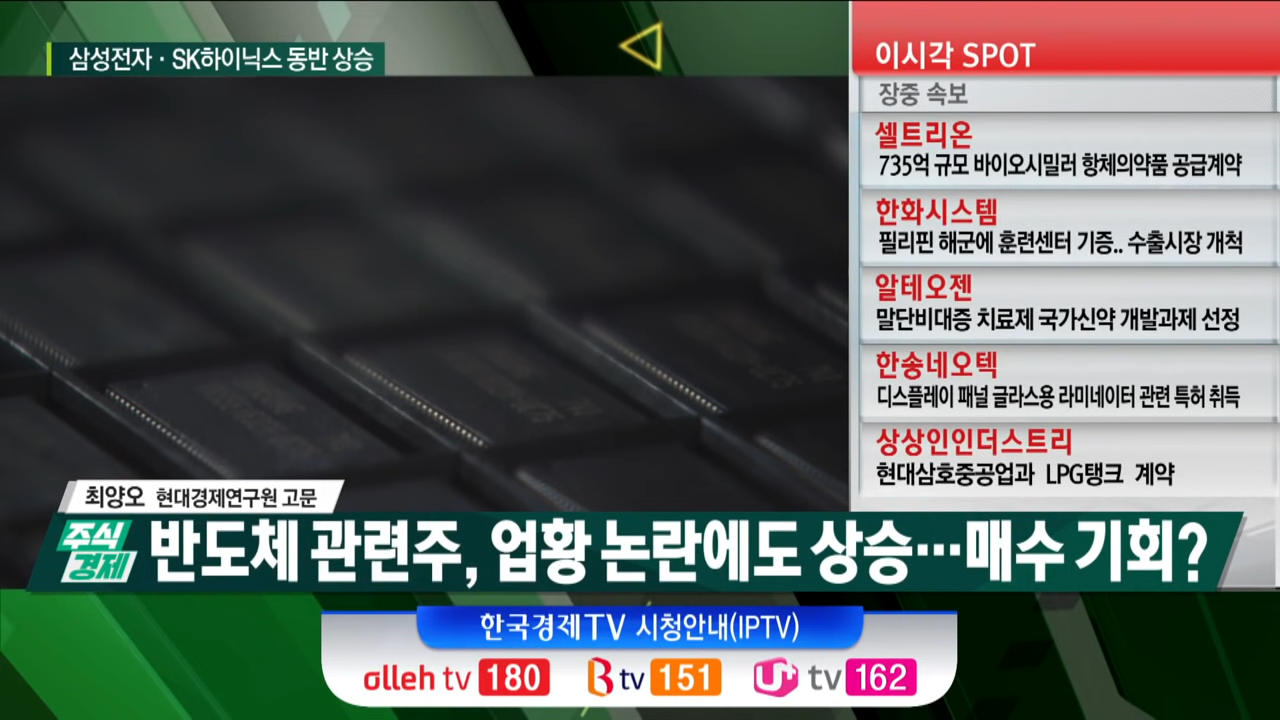 삼성전자 · SK하이닉스 동반 상승
이시각 SPOT
장중 속보
셀트리온
735억 규모 바이오시밀러 항체의약품 공급계약
한화시스템
필리핀 해군에 훈련센터 기증.. 수출시장 개척
알테오젠
말단비대증 치료제 국가신약 개발과제 선정
한송네오텍
디스플레이 패널 글라스용 라미네이터 관련 특허 취득
상상인인더스트리
현대삼호중공업과 LPG탱크 계약
최양오 현대경제연구원 고문
주식
경제
반도체 관련주, 업황 논란에도 상승…매수 기회?
한국경제TV 시청안내(IPTV)
olleh tv 180 B tv 151 U+ tv 162